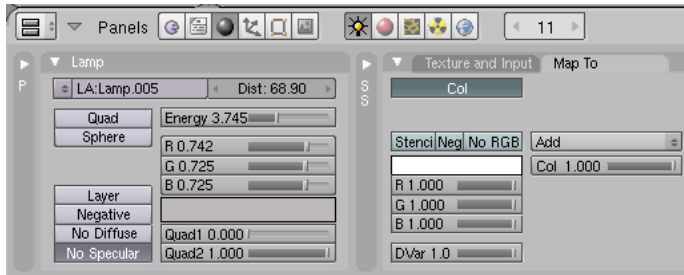 Panels 11
P Lamp
LA:Lamp.005 Dist: 68.90
Quad Energy 3.745
Sphere
R 0.742
G 0.725
B 0.725
Layer
Negative
No Diffuse Quad1 0.000
No Specular Quad2 1.000
S
S
Texture and Input Map To
Col
Stenci Neg No RGB Add
Col 1.000
R 1.000
G 1.000
B 1.000
DVar 1.0